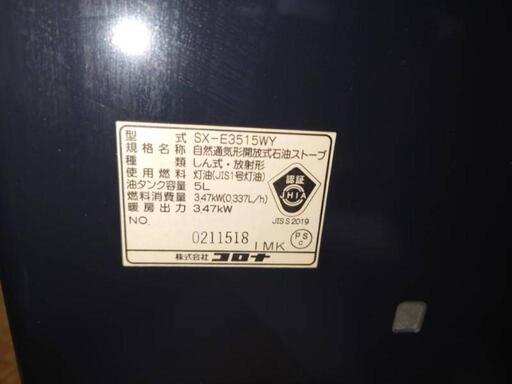 型式 SX-E3515WY
規格名称 自然通気形開放式石油ストーブ
種類 しん式・放射形
使用燃料 灯油(JIS1号灯油)
油タンク容量 5L
燃料消費量 3.47kW(0.337L/h)
暖房出力 3.47kW
NO. 0211518 IMK
認証
JHIA
JIS S 2019
PS
C
株式会社コロナ